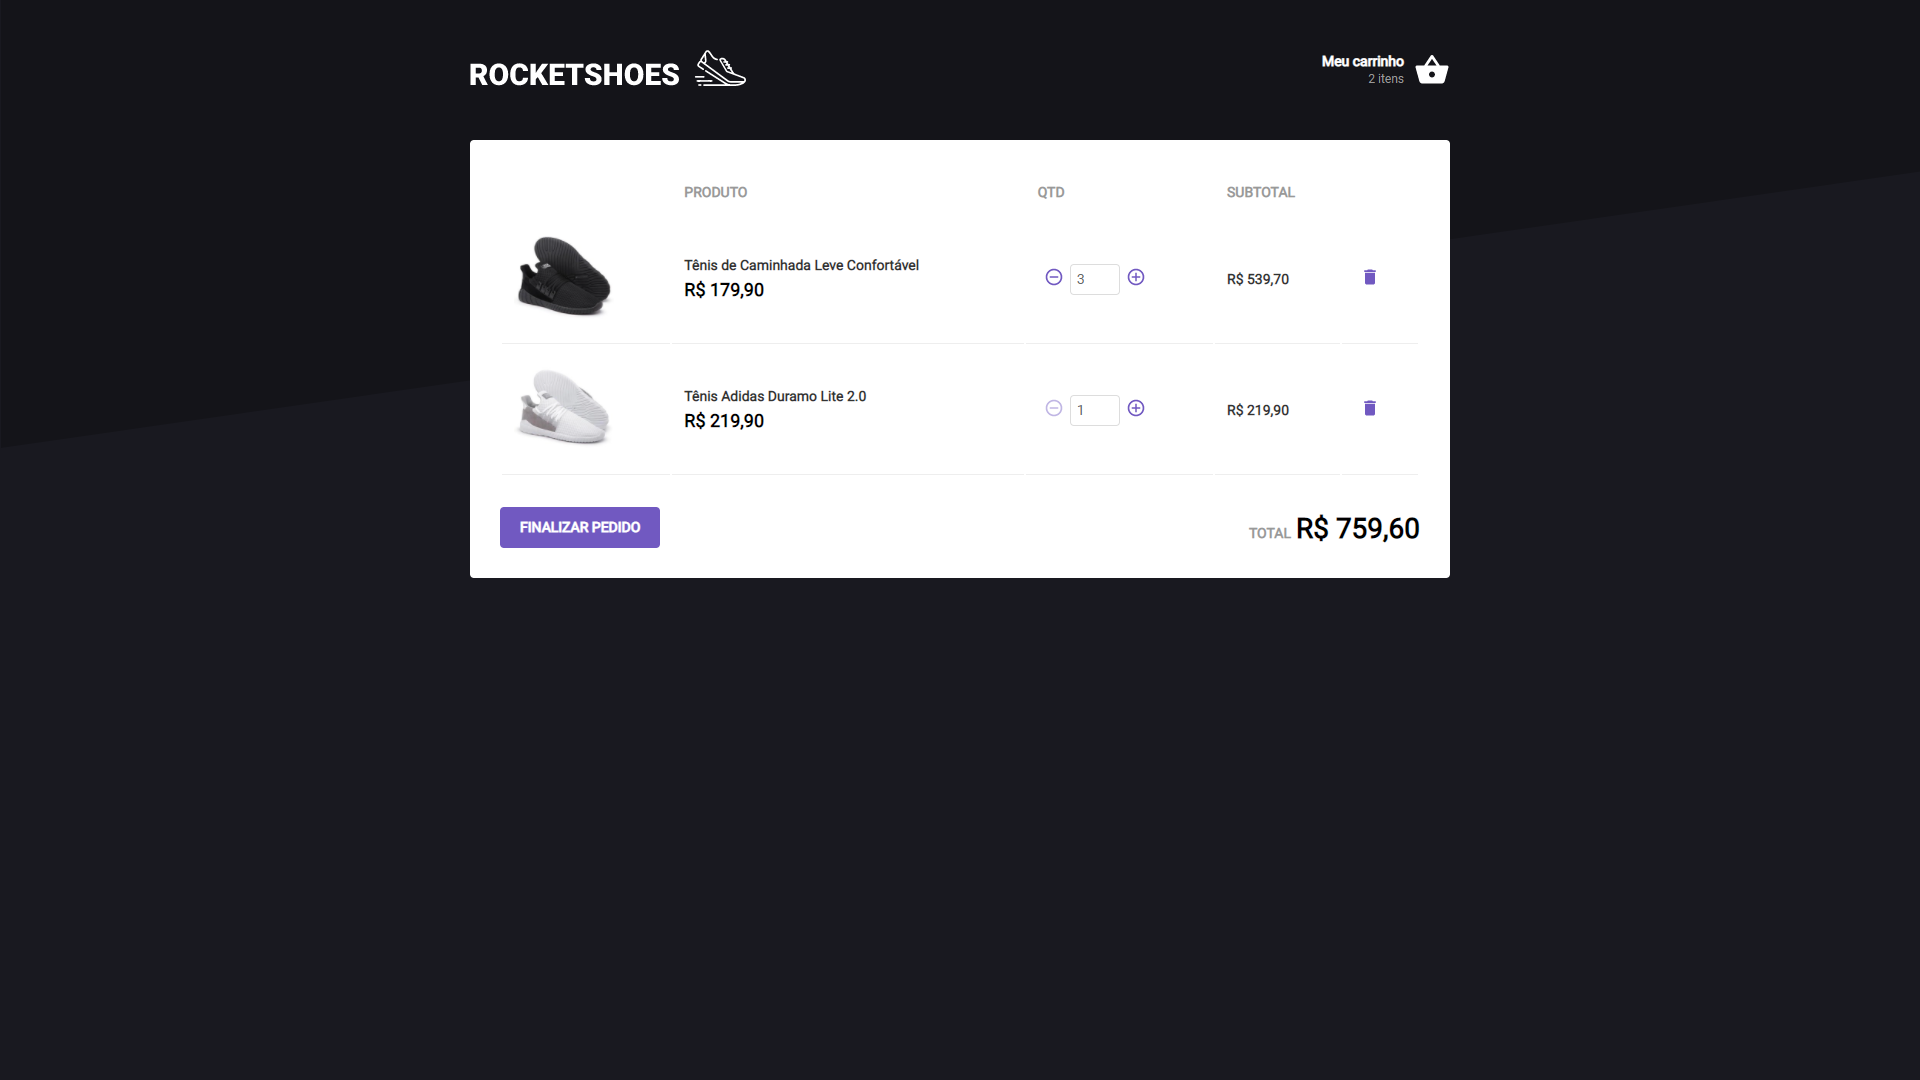 ROCKETSHOES
Meu carrinho
2 itens
PRODUTO QTD SUBTOTAL
Tênis de Caminhada Leve Confortável
R$ 179,90
3
R$ 539,70
Tênis Adidas Duramo Lite 2.0
R$ 219,90
1
R$ 219,90
FINALIZAR PEDIDO
TOTAL R$ 759,60